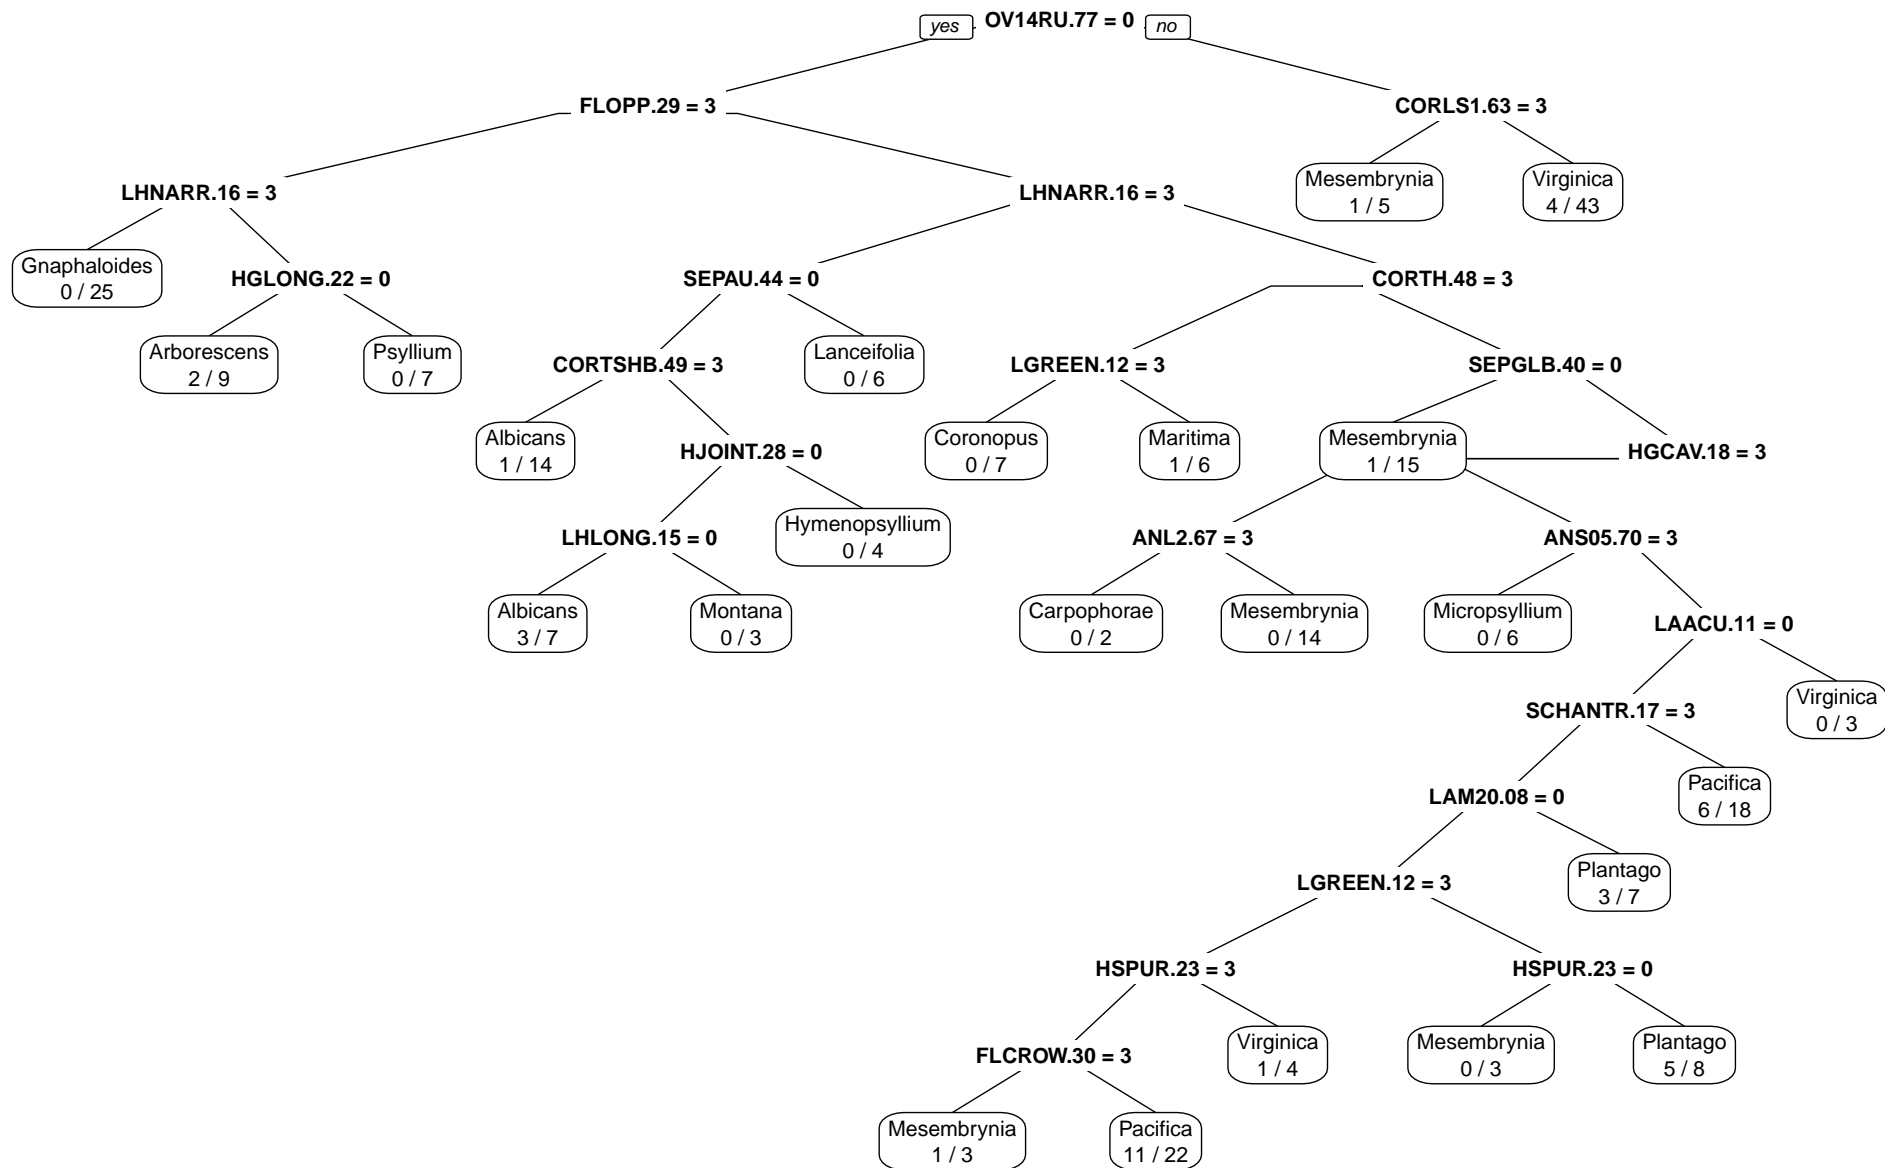 yes OV14RU.77 = 0 no
FLOPP.29 = 3
CORLS1.63 = 3
LHNARR.16 = 3
LHNARR.16 = 3
Mesembrynia
1 / 5
Virginica
4 / 43
Gnaphaloides
0 / 25
HGLONG.22 = 0
SEPAU.44 = 0
CORTH.48 = 3
Arborescens
2 / 9
Psyllium
0 / 7
CORTSHB.49 = 3
Lanceifolia
0 / 6
LGREEN.12 = 3
SEPGLB.40 = 0
Albicans
1 / 14
HJOINT.28 = 0
Coronopus
0 / 7
Maritima
1 / 6
Mesembrynia
1 / 15
HGCAV.18 = 3
LHLONG.15 = 0
Hymenopsyllium
0 / 4
ANL2.67 = 3
ANS05.70 = 3
Albicans
3 / 7
Montana
0 / 3
Carpophorae
0 / 2
Mesembrynia
0 / 14
Micropsyllium
0 / 6
LAACU.11 = 0
SCHANTR.17 = 3
Virginica
0 / 3
LAM20.08 = 0
Pacifica
6 / 18
LGREEN.12 = 3
Plantago
3 / 7
HSPUR.23 = 3
HSPUR.23 = 0
FLCROW.30 = 3
Virginica
1 / 4
Mesembrynia
0 / 3
Plantago
5 / 8
Mesembrynia
1 / 3
Pacifica
11 / 22